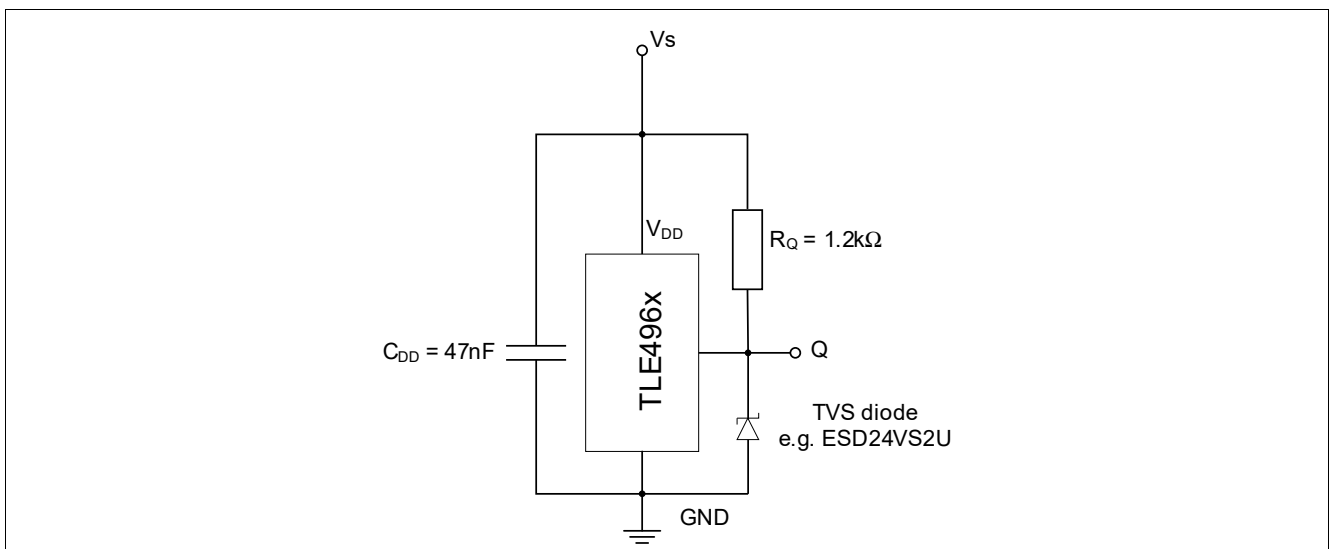 Vs
VDD
RQ = 1.2kΩ
TLE496x
CDD = 47nF
Q
TVS diode
e.g. ESD24VS2U
GND